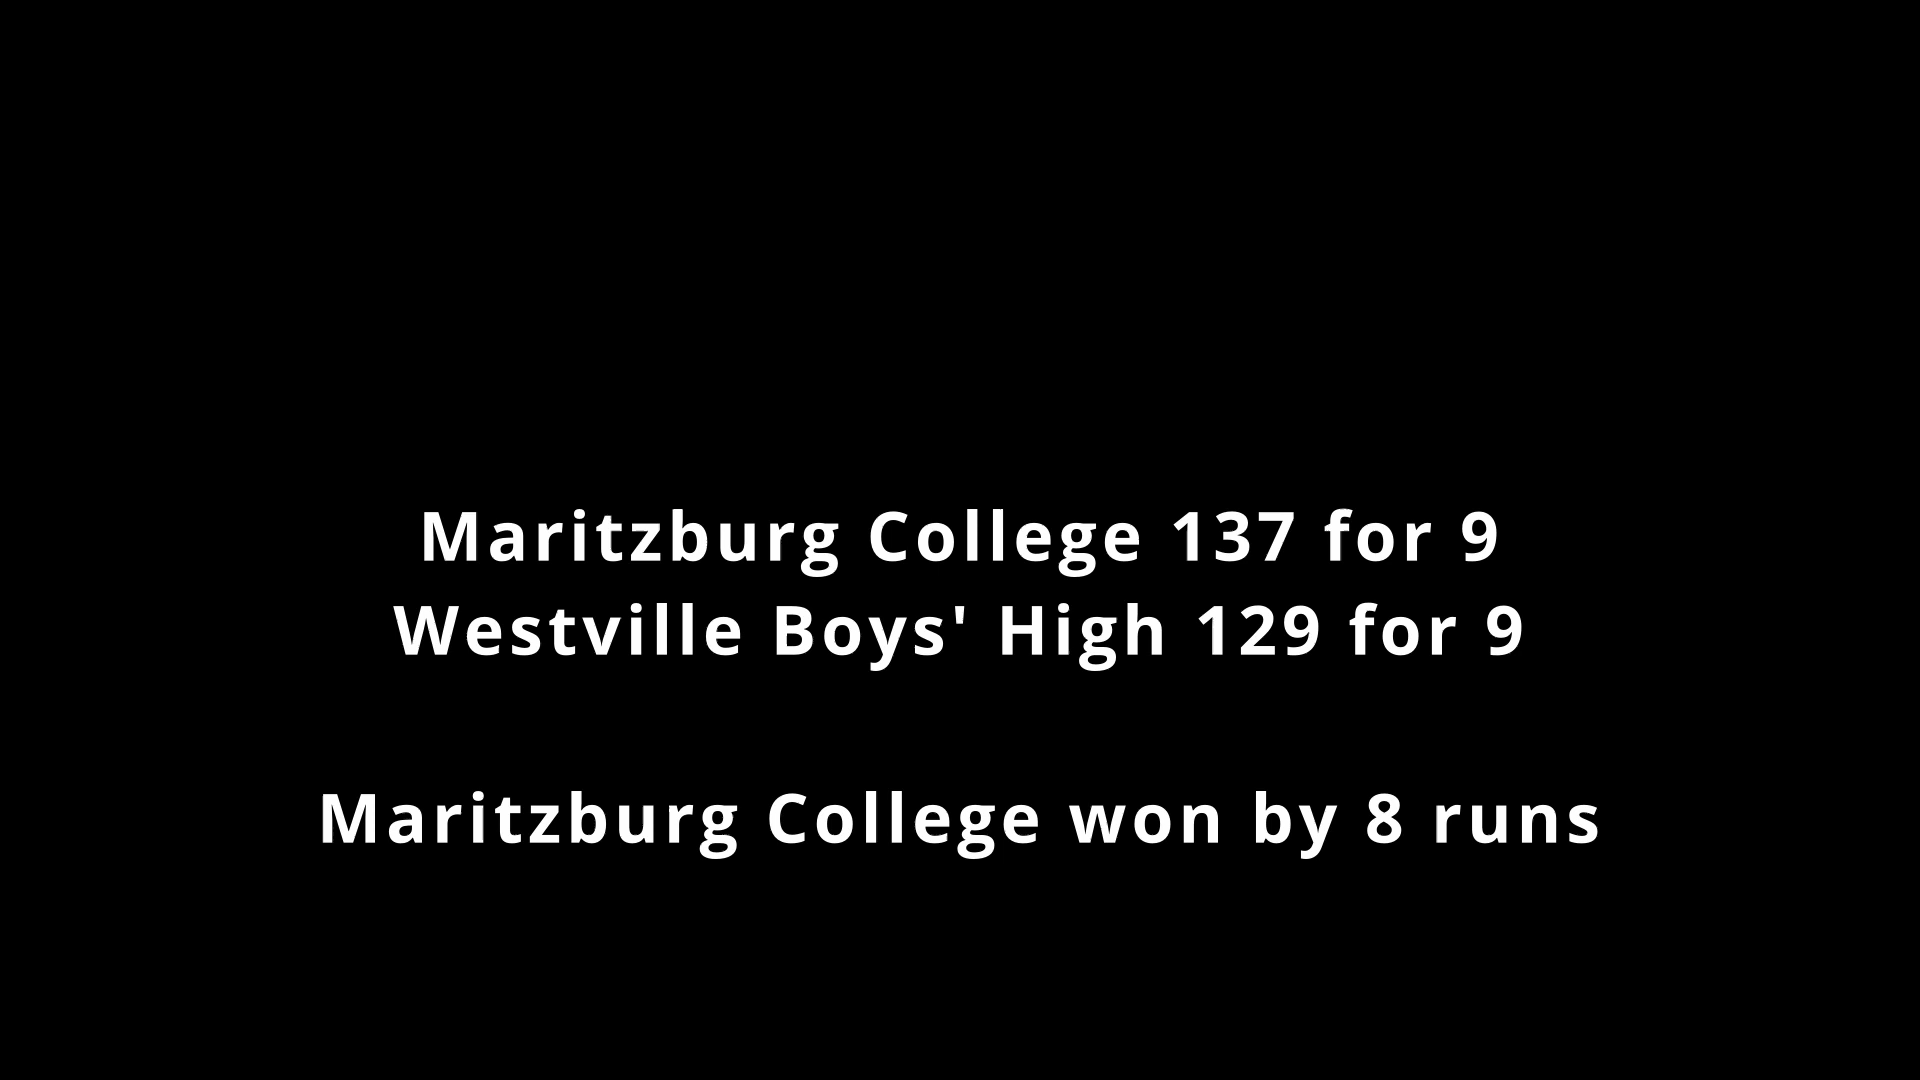 Maritzburg College 137 for 9
Westville Boys' High 129 for 9
Maritzburg College won by 8 runs